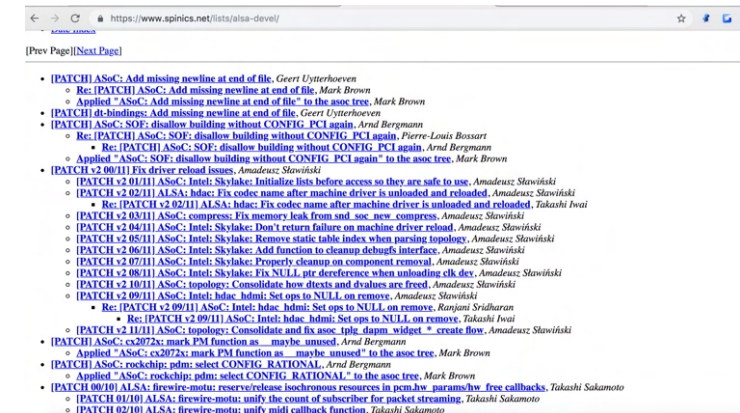 https://www.spinics.net/lists/alsa-devel/
Date Index
[Prev Page][Next Page]
[PATCH] ASoC: Add missing newline at end of file, Geert Uytterhoeven
Re: [PATCH] ASoC: Add missing newline at end of file, Mark Brown
Applied "ASoC: Add missing newline at end of file" to the asoc tree, Mark Brown
[PATCH] dt-bindings: Add missing newline at end of file, Geert Uytterhoeven
[PATCH] ASoC: SOF: disallow building without CONFIG_PCI again, Arnd Bergmann
Re: [PATCH] ASoC: SOF: disallow building without CONFIG_PCI again, Pierre-Louis Bossart
Re: [PATCH] ASoC: SOF: disallow building without CONFIG_PCI again, Arnd Bergmann
Applied "ASoC: SOF: disallow building without CONFIG_PCI again" to the asoc tree, Mark Brown
[PATCH v2 00/11] Fix driver reload issues, Amadeusz Sławiński
[PATCH v2 01/11] ASoC: Intel: Skylake: Initialize lists before access so they are safe to use, Amadeusz Sławiński
[PATCH v2 02/11] ALSA: hdac: Fix codec name after machine driver is unloaded and reloaded, Amadeusz Sławiński
Re: [PATCH v2 02/11] ALSA: hdac: Fix codec name after machine driver is unloaded and reloaded, Takashi Iwai
[PATCH v2 03/11] ASoC: compress: Fix memory leak from snd_soc_new_compress, Amadeusz Sławiński
[PATCH v2 04/11] ASoC: Intel: Skylake: Don't return failure on machine driver reload, Amadeusz Sławiński
[PATCH v2 05/11] ASoC: Intel: Skylake: Remove static table index when parsing topology, Amadeusz Sławiński
[PATCH v2 06/11] ASoC: Intel: Skylake: Add function to cleanup debugfs interface, Amadeusz Sławiński
[PATCH v2 07/11] ASoC: Intel: Skylake: Properly cleanup on component removal, Amadeusz Sławiński
[PATCH v2 08/11] ASoC: Intel: Skylake: Fix NULL ptr dereference when unloading clk dev, Amadeusz Sławiński
[PATCH v2 10/11] ASoC: topology: Consolidate how dtexts and dvalues are freed, Amadeusz Sławiński
[PATCH v2 09/11] ASoC: Intel: hdac_hdmi: Set ops to NULL on remove, Amadeusz Sławiński
Re: [PATCH v2 09/11] ASoC: Intel: hdac_hdmi: Set ops to NULL on remove, Ranjani Sridharan
Re: [PATCH v2 09/11] ASoC: Intel: hdac_hdmi: Set ops to NULL on remove, Takashi Iwai
[PATCH v2 11/11] ASoC: topology: Consolidate and fix asoc_tplg_dapm_widget_*_create flow, Amadeusz Sławiński
[PATCH] ASoC: cx2072x: mark PM function as __maybe_unused, Arnd Bergmann
Applied "ASoC: cx2072x: mark PM function as __maybe_unused" to the asoc tree, Mark Brown
[PATCH] ASoC: rockchip: pdm: select CONFIG_RATIONAL, Arnd Bergmann
Applied "ASoC: rockchip: pdm: select CONFIG_RATIONAL" to the asoc tree, Mark Brown
[PATCH 00/10] ALSA: firewire-motu: reserve/release isochronous resources in pcm.hw_params/hw_free callbacks, Takashi Sakamoto
[PATCH 01/10] ALSA: firewire-motu: unify the count of subscriber for packet streaming, Takashi Sakamoto
[PATCH 02/10] ALSA: firewire-motu: unify midi callback function, Takashi Sakamoto